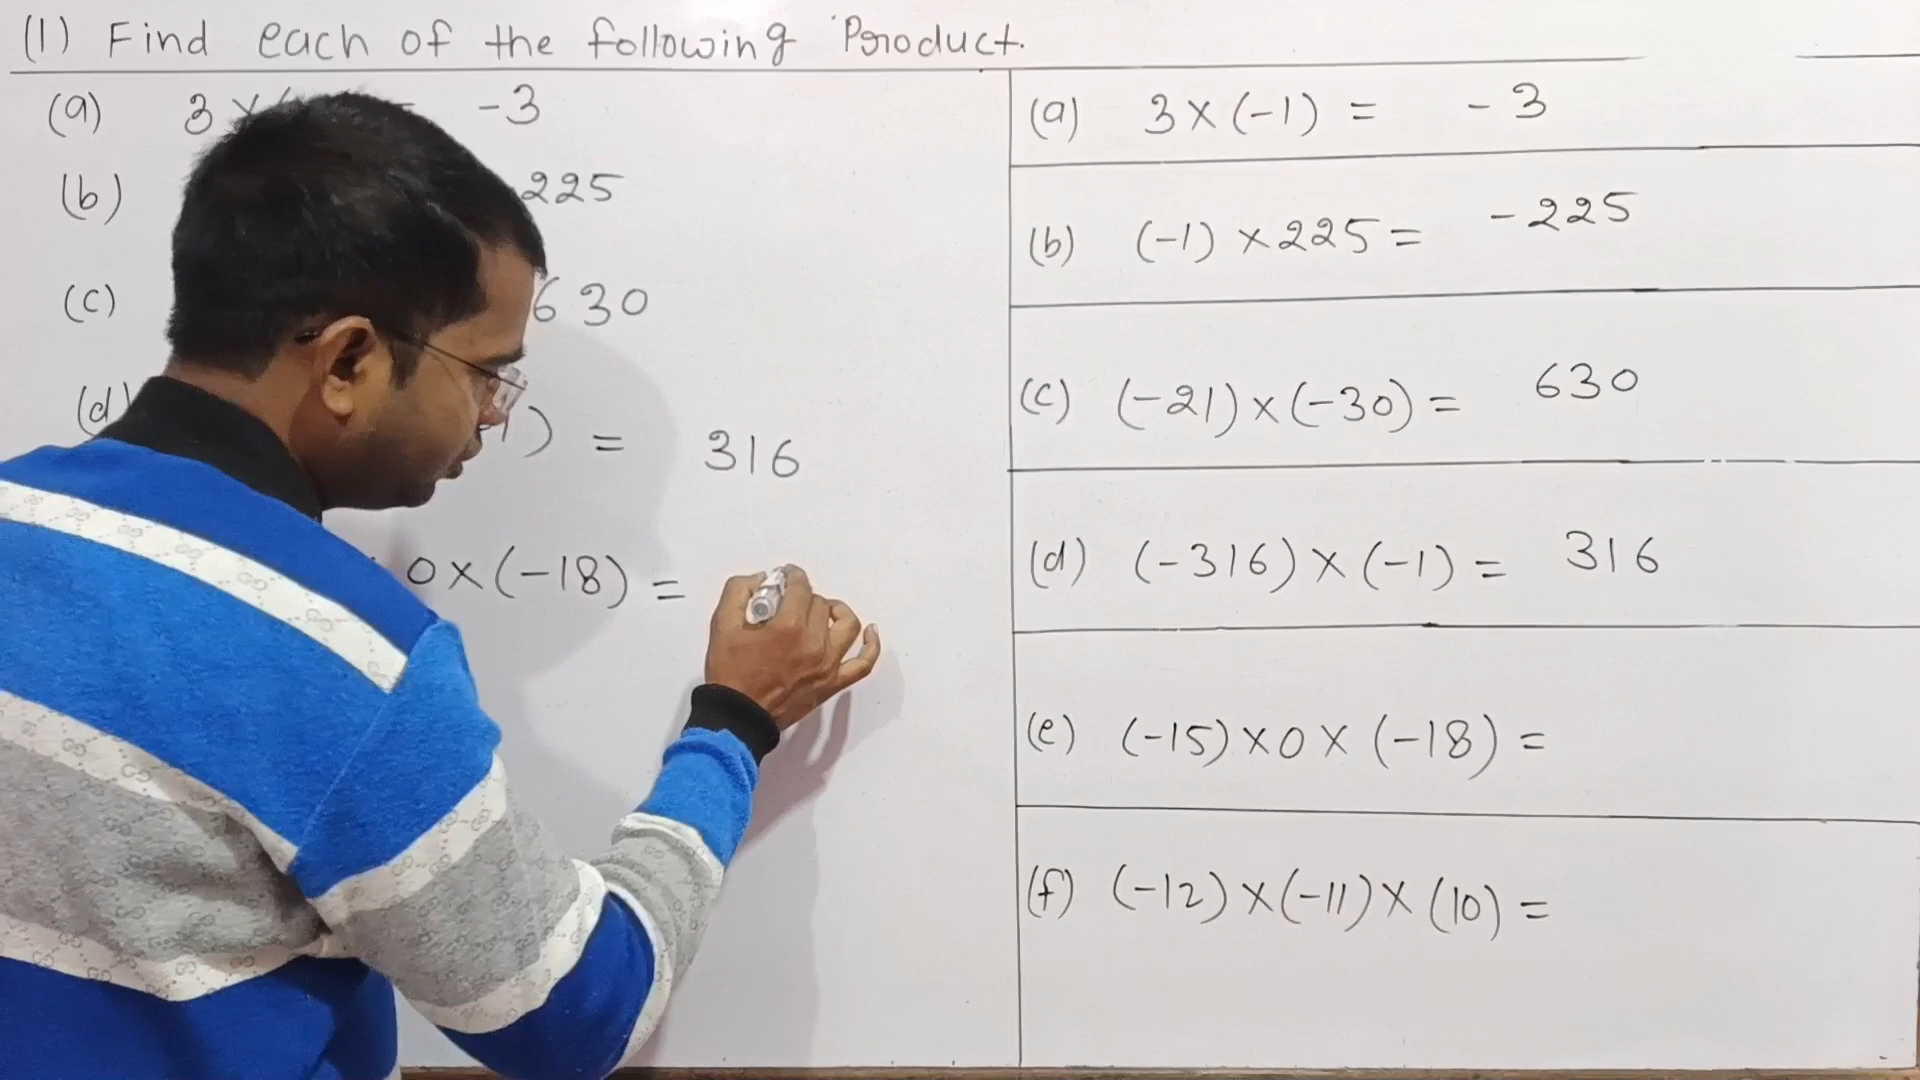 (1) Find each of the following Product.
(a) 3 × = -3
(b) 225
(c) 630
(d) 1) = 316
0×(-18) =
(a) 3×(-1) = -3
(b) (-1) ×225 = -225
(c) (-21)×(-30) = 630
(d) (-316)×(-1) = 316
(e) (-15)×0×(-18) =
(f) (-12)×(-11)×(10) =